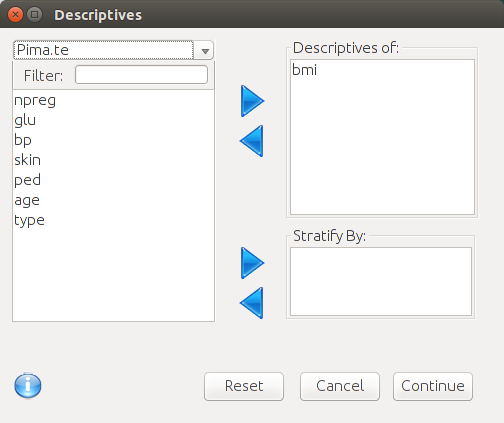 Descriptives
Pima.te
Filter:
npreg
glu
bp
skin
ped
age
type
Descriptives of:
bmi
Stratify By:
i
Reset
Cancel
Continue